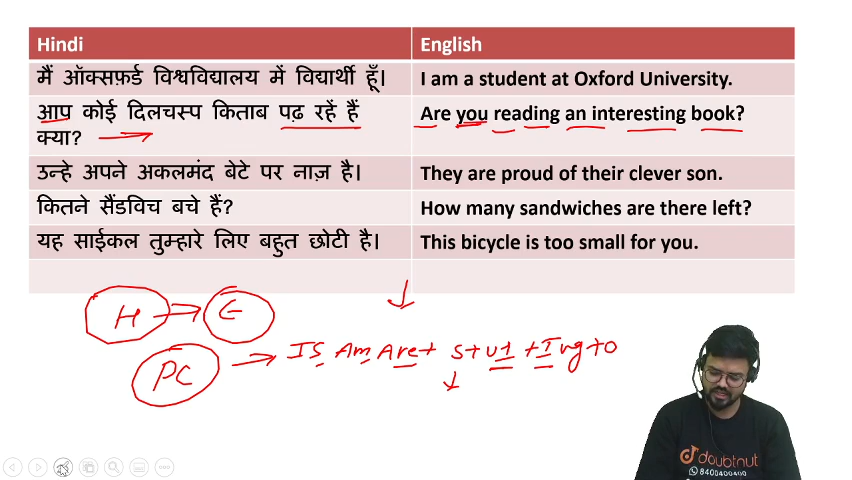 Hindi English
मैं ऑक्सफ़र्ड विश्वविद्यालय में विद्यार्थी हूँ। I am a student at Oxford University.
आप कोई दिलचस्प किताब पढ़ रहें हैं Are you reading an interesting book?
क्या?
उन्हे अपने अकलमंद बेटे पर नाज़ है। They are proud of their clever son.
कितने सैंडविच बचे हैं? How many sandwiches are there left?
यह साईकल तुम्हारे लिए बहुत छोटी है। This bicycle is too small for you.
H → E
PC → IS Am Are + S + v1 + Ing + O
doubtnut
8400400400